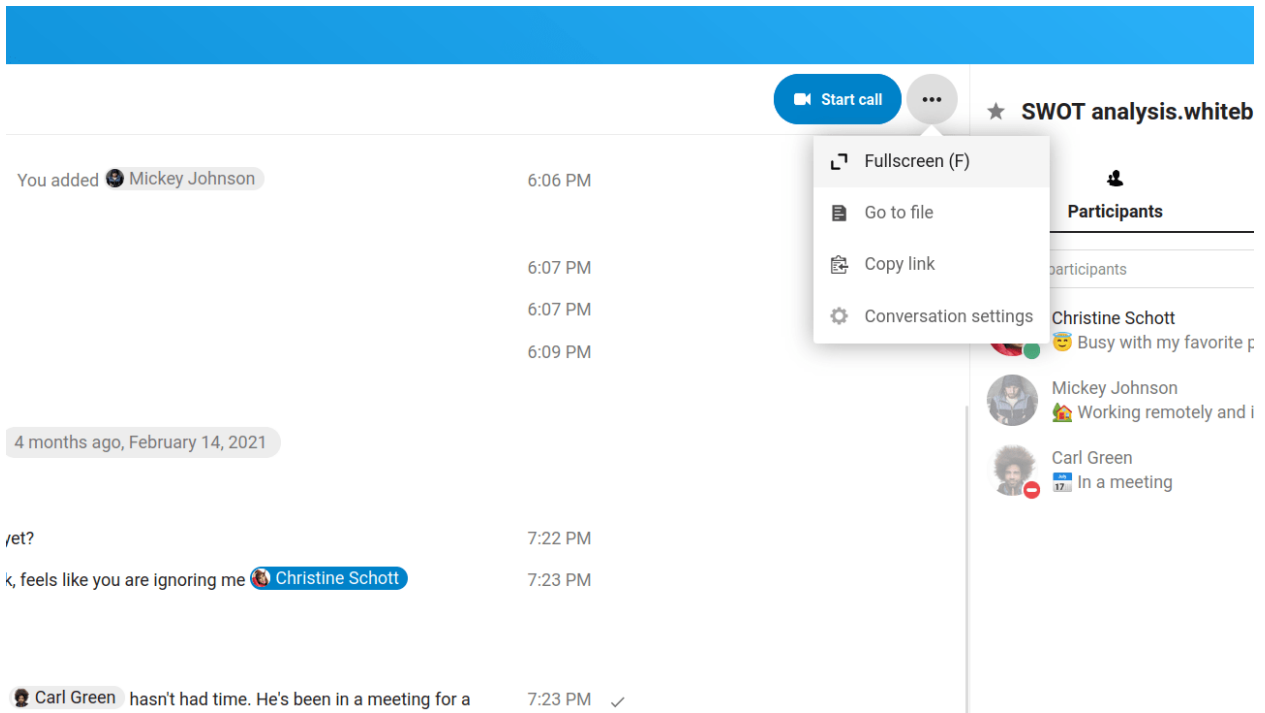 Start call
SWOT analysis.whiteb
You added Mickey Johnson 6:06 PM
Fullscreen (F)
Go to file
Copy link
Conversation settings
Participants
participants
6:07 PM
6:07 PM
6:09 PM
Christine Schott
Busy with my favorite p
Mickey Johnson
Working remotely and i
Carl Green
17 In a meeting
4 months ago, February 14, 2021
yet? 7:22 PM
k, feels like you are ignoring me Christine Schott 7:23 PM
Carl Green hasn't had time. He's been in a meeting for a 7:23 PM